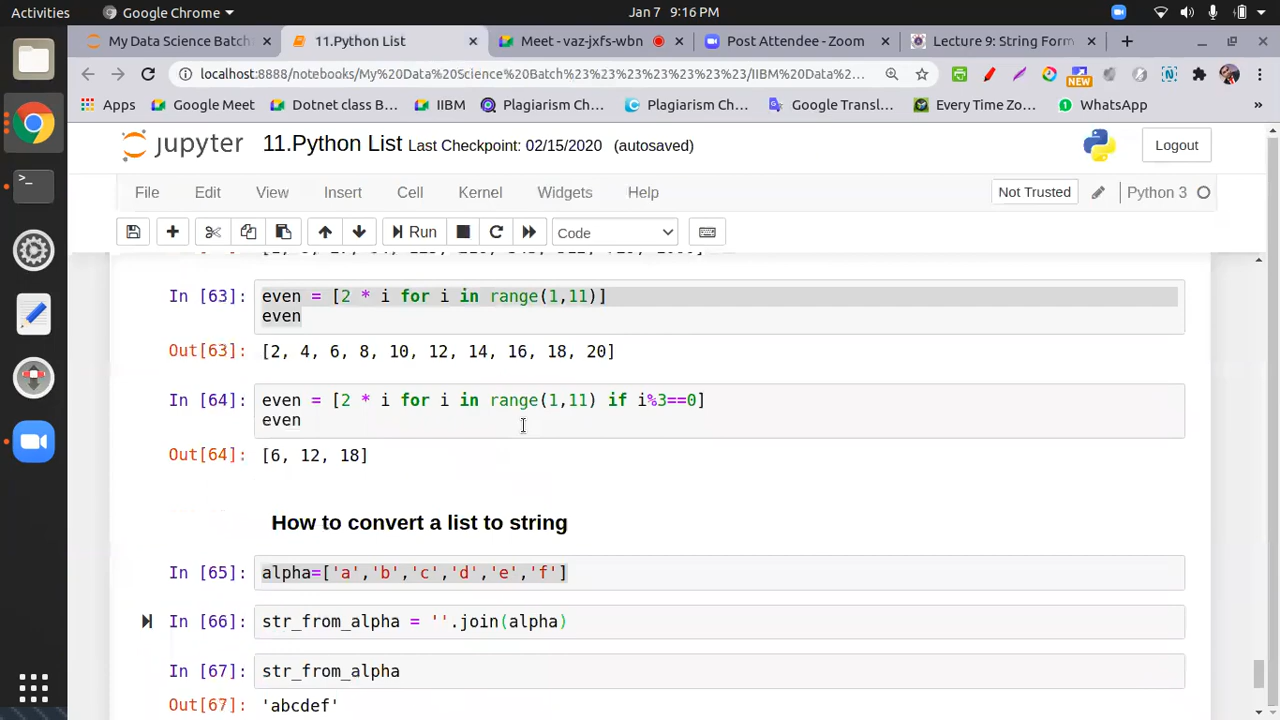 Activities
Google Chrome
Jan 7 9:16 PM
My Data Science Batch
11.Python List
Meet - vaz-jxfs-wbn
Post Attendee - Zoom
Lecture 9: String Form
localhost:8888/notebooks/My%20Data%20Science%20Batch%23%23%23%23%23%23%23/IIBM%20Data%2...
Apps
Google Meet
Dotnet class B...
IIBM
Plagiarism Ch...
Plagiarism Ch...
Google Transl...
Every Time Zo...
WhatsApp
»
NEW
jupyter 11.Python List Last Checkpoint: 02/15/2020 (autosaved)
Logout
File Edit View Insert Cell Kernel Widgets Help
Not Trusted
Python 3
Run
Code
In [63]: even = [2 * i for i in range(1,11)]
even
Out[63]: [2, 4, 6, 8, 10, 12, 14, 16, 18, 20]
In [64]: even = [2 * i for i in range(1,11) if i%3==0]
even
Out[64]: [6, 12, 18]
How to convert a list to string
In [65]: alpha=['a','b','c','d','e','f']
In [66]: str_from_alpha = ''.join(alpha)
In [67]: str_from_alpha
Out[67]: 'abcdef'